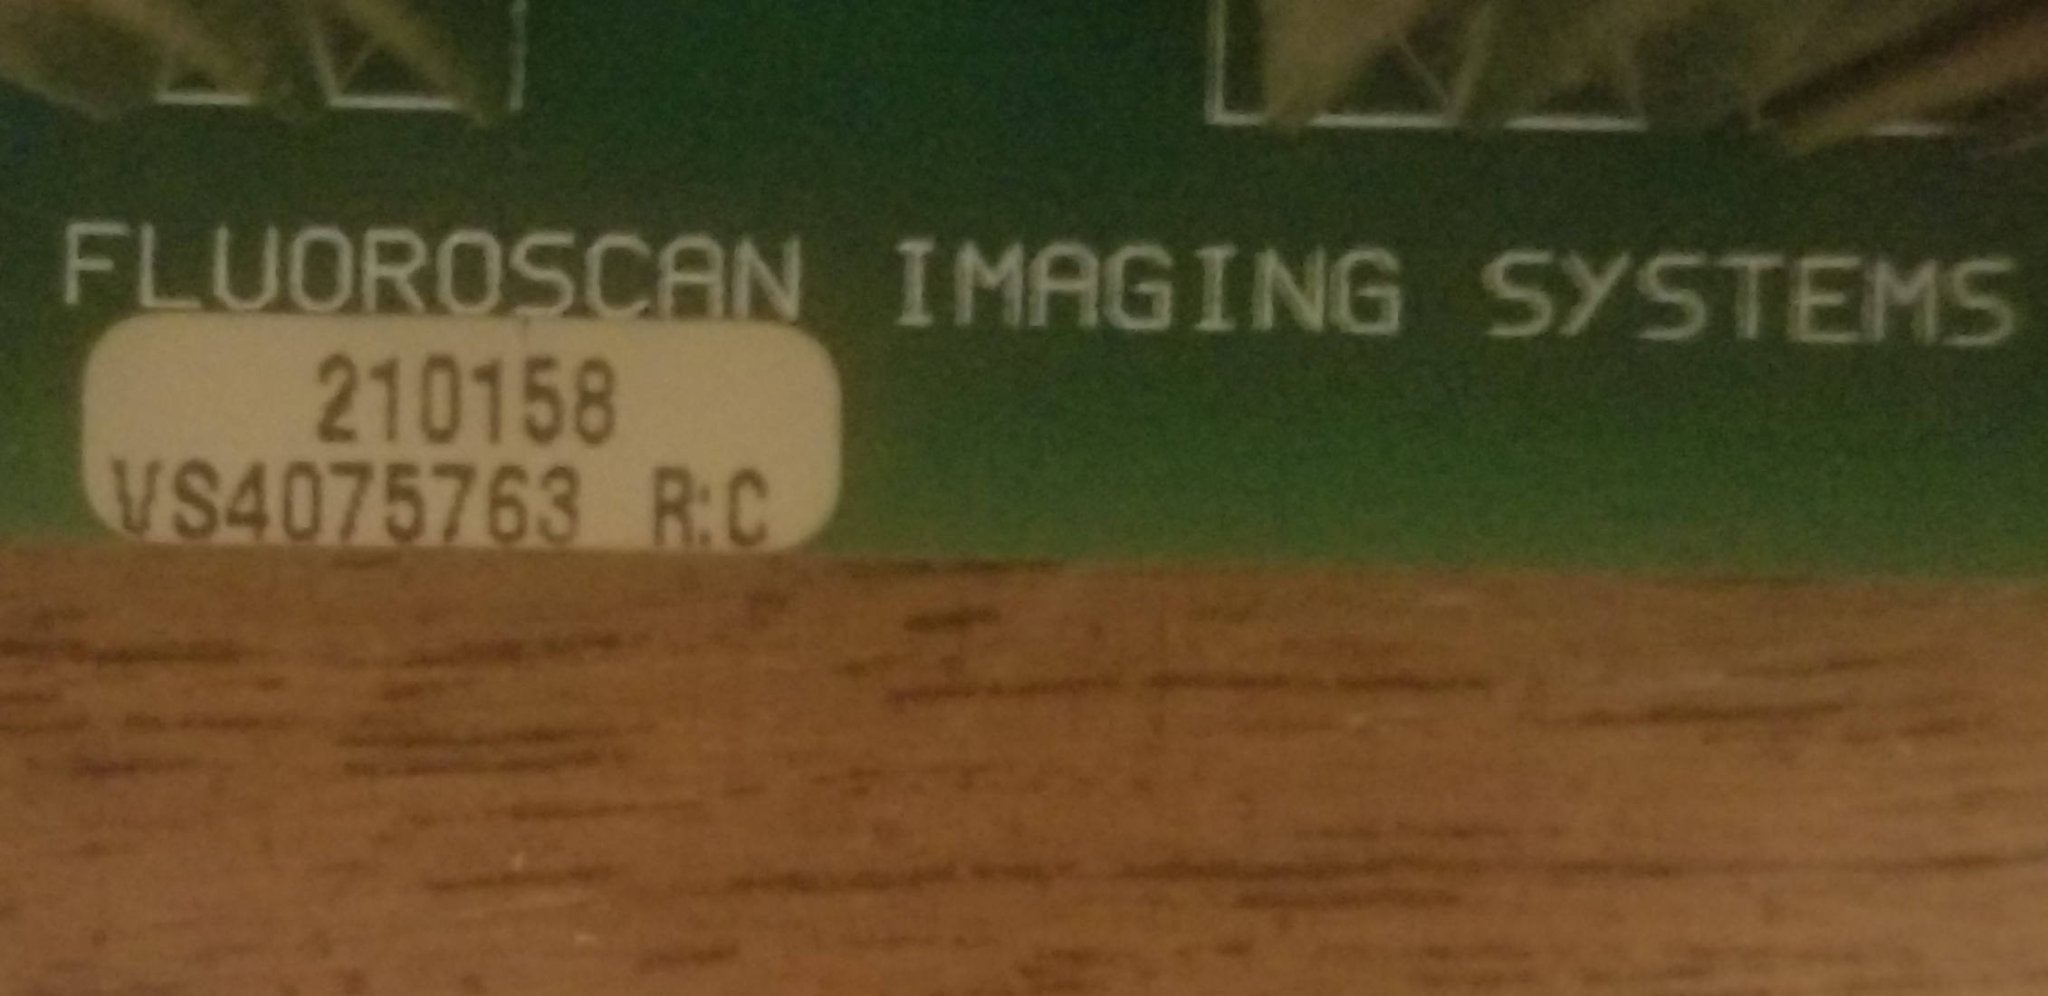 FLUOROSCAN IMAGING SYSTEMS
210158
VS4075763 R:C